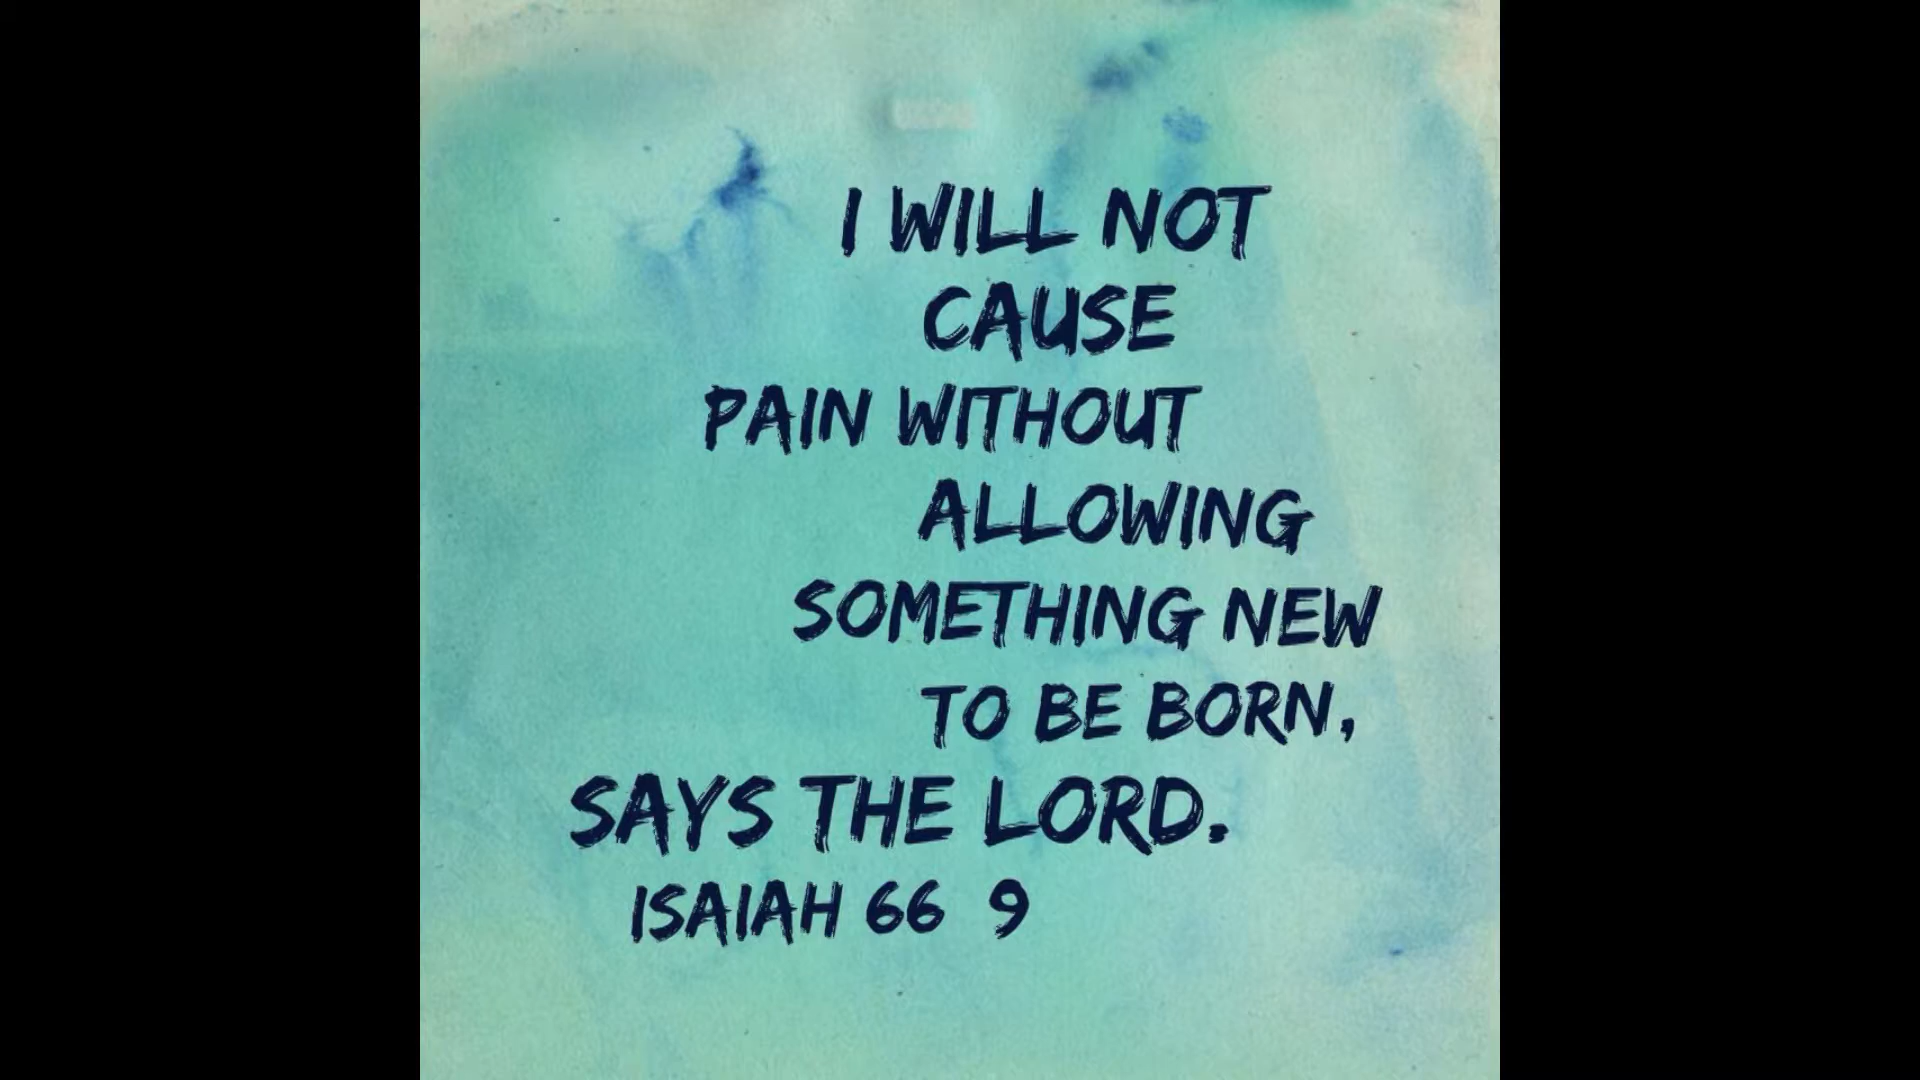 I WILL NOT
CAUSE
PAIN WITHOUT
ALLOWING
SOMETHING NEW
TO BE BORN,
SAYS THE LORD.
ISAIAH 66 9